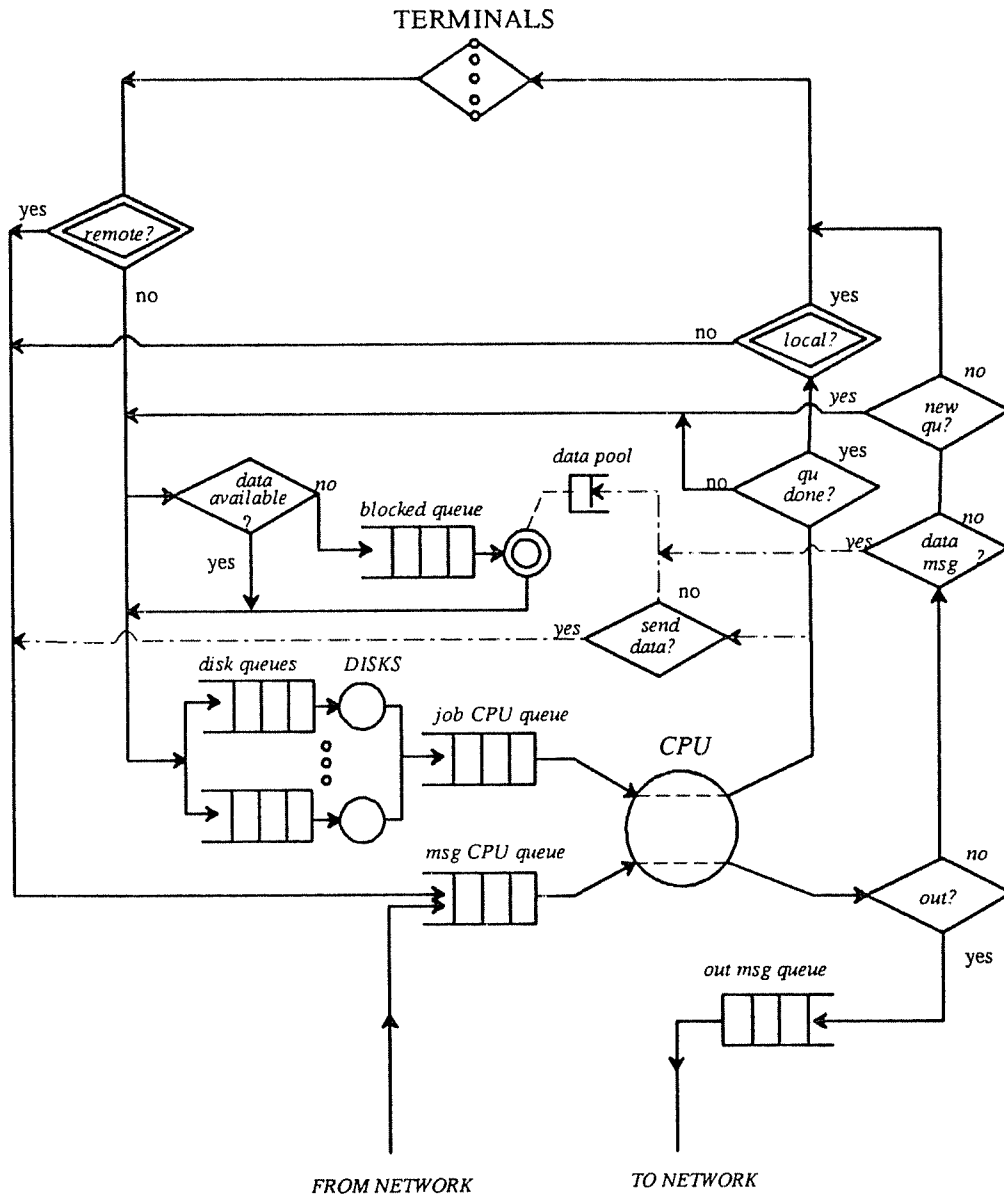 TERMINALS
yes
remote?
no
yes
no
local?
no
yes
new
qu?
yes
data pool
no
qu
done?
data
available
?
no
blocked queue
no
yes
data
msg
?
yes
no
send
data?
yes
disk queues
DISKS
job CPU queue
CPU
msg CPU queue
no
out?
yes
out msg queue
FROM NETWORK
TO NETWORK